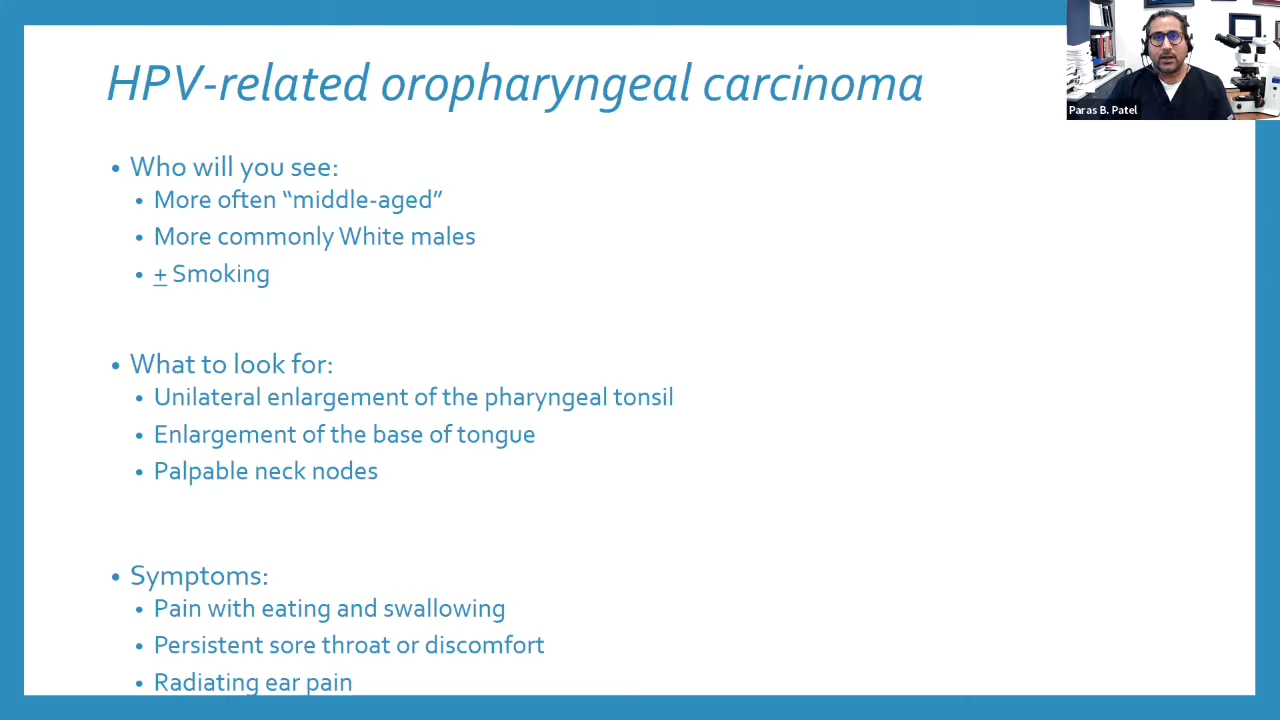 HPV-related oropharyngeal carcinoma
Paras B. Patel
• Who will you see:
• More often “middle-aged”
• More commonly White males
• + Smoking
• What to look for:
• Unilateral enlargement of the pharyngeal tonsil
• Enlargement of the base of tongue
• Palpable neck nodes
• Symptoms:
• Pain with eating and swallowing
• Persistent sore throat or discomfort
• Radiating ear pain